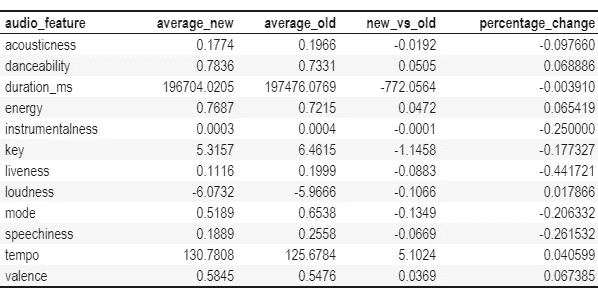 audio_feature average_new average_old new_vs_old percentage_change
acousticness 0.1774 0.1966 -0.0192 -0.097660
danceability 0.7836 0.7331 0.0505 0.068886
duration_ms 196704.0205 197476.0769 -772.0564 -0.003910
energy 0.7687 0.7215 0.0472 0.065419
instrumentalness 0.0003 0.0004 -0.0001 -0.250000
key 5.3157 6.4615 -1.1458 -0.177327
liveness 0.1116 0.1999 -0.0883 -0.441721
loudness -6.0732 -5.9666 -0.1066 0.017866
mode 0.5189 0.6538 -0.1349 -0.206332
speechiness 0.1889 0.2558 -0.0669 -0.261532
tempo 130.7808 125.6784 5.1024 0.040599
valence 0.5845 0.5476 0.0369 0.067385